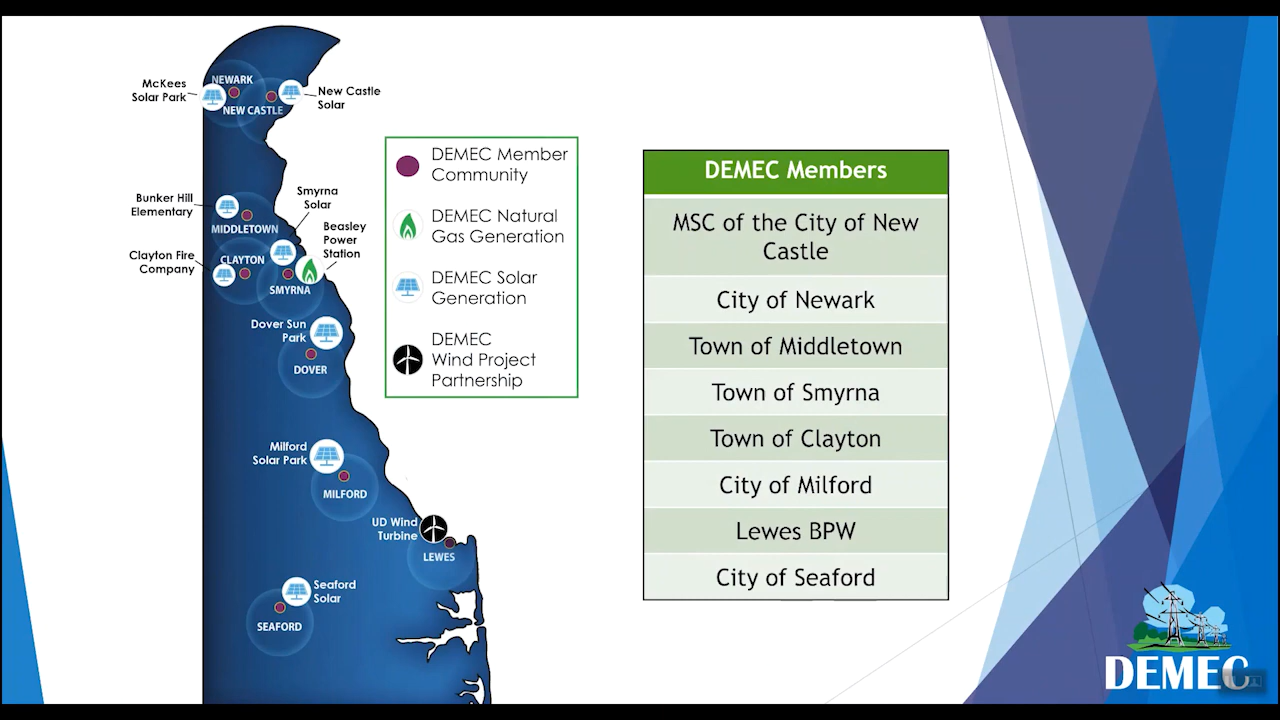 McKees
Solar Park
NEWARK
NEW CASTLE
New Castle
Solar
Bunker Hill
Elementary
MIDDLETOWN
Smyrna
Solar
Beasley
Power
Station
Clayton Fire
Company
CLAYTON
SMYRNA
Dover Sun
Park
DOVER
Milford
Solar Park
MILFORD
UD Wind
Turbine
LEWES
Seaford
Solar
SEAFORD
DEMEC Member
Community
DEMEC Natural
Gas Generation
DEMEC Solar
Generation
DEMEC
Wind Project
Partnership
DEMEC Members
MSC of the City of New
Castle
City of Newark
Town of Middletown
Town of Smyrna
Town of Clayton
City of Milford
Lewes BPW
City of Seaford
DEMEC